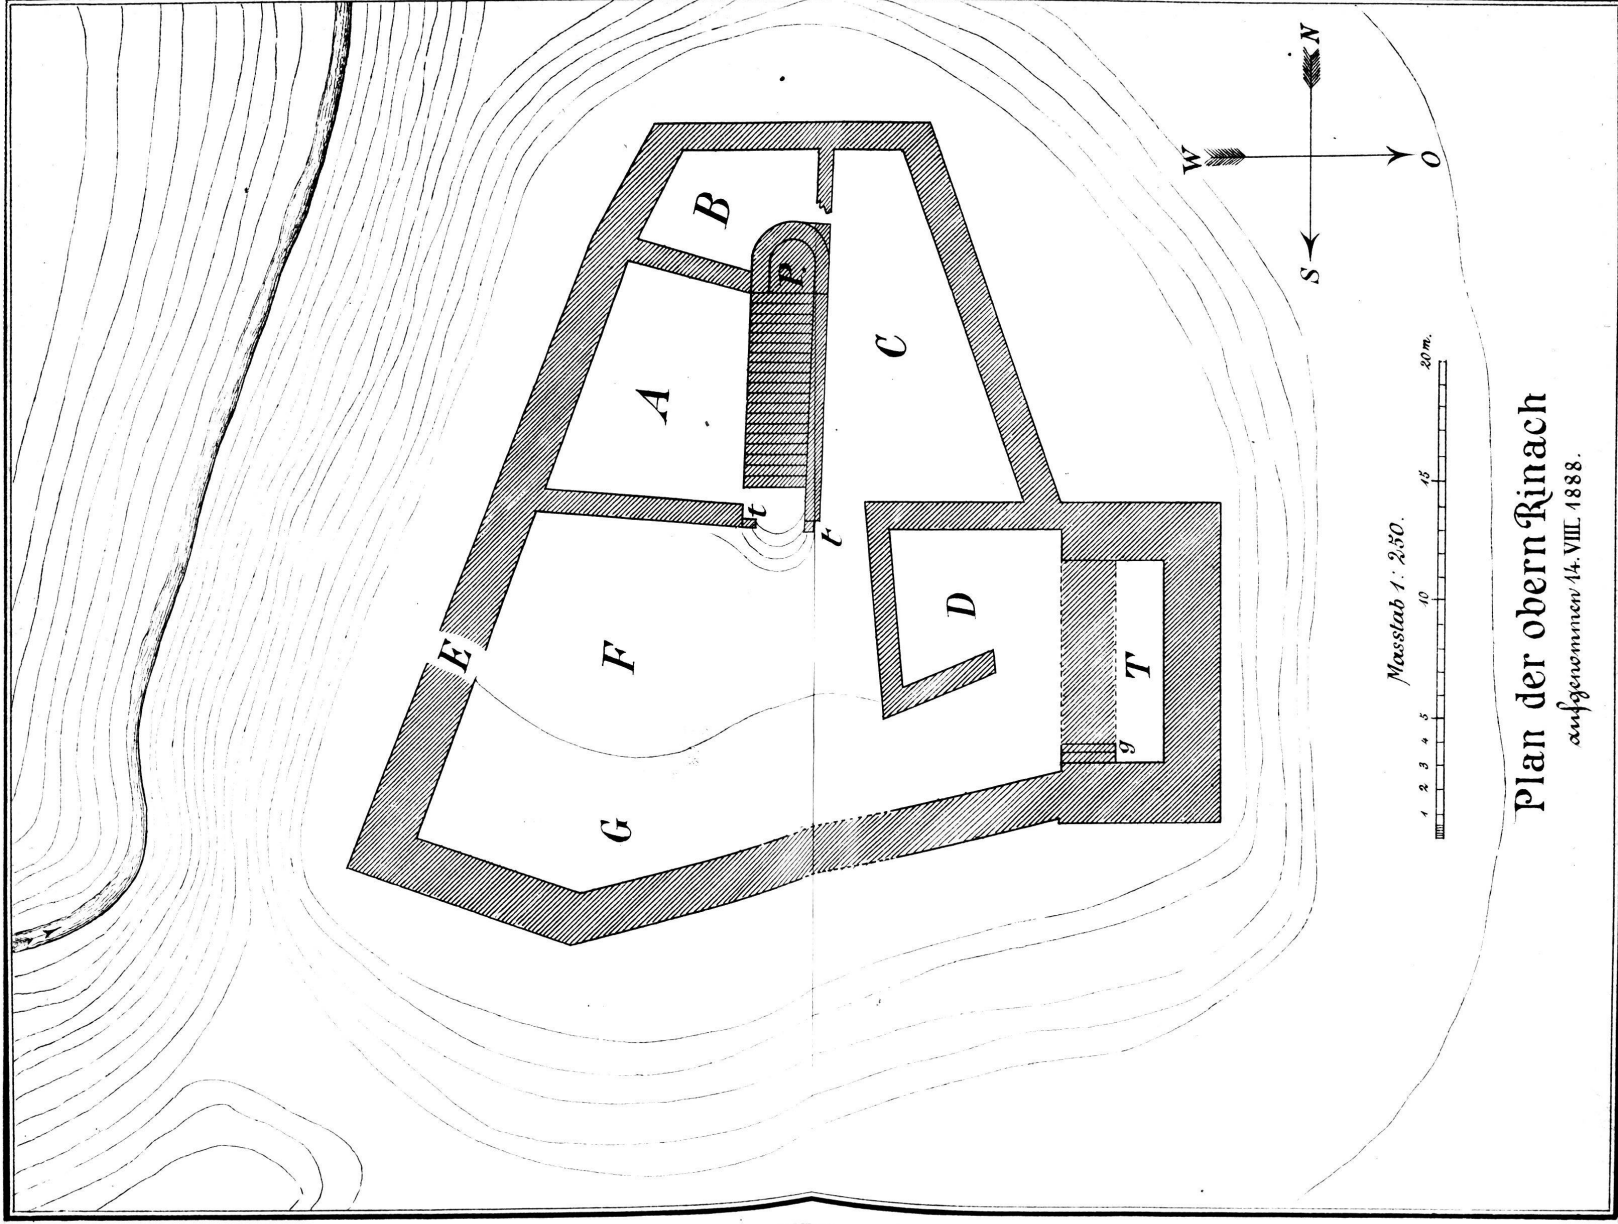 B
P.
A
C
t
t
E
F
D
T
g
G
N
W
O
S
1 2 3 4 5 10 15 20 m.
Masstab 1: 250.
Plan der obern Rinach
aufgenommen 14. VIII. 1888.